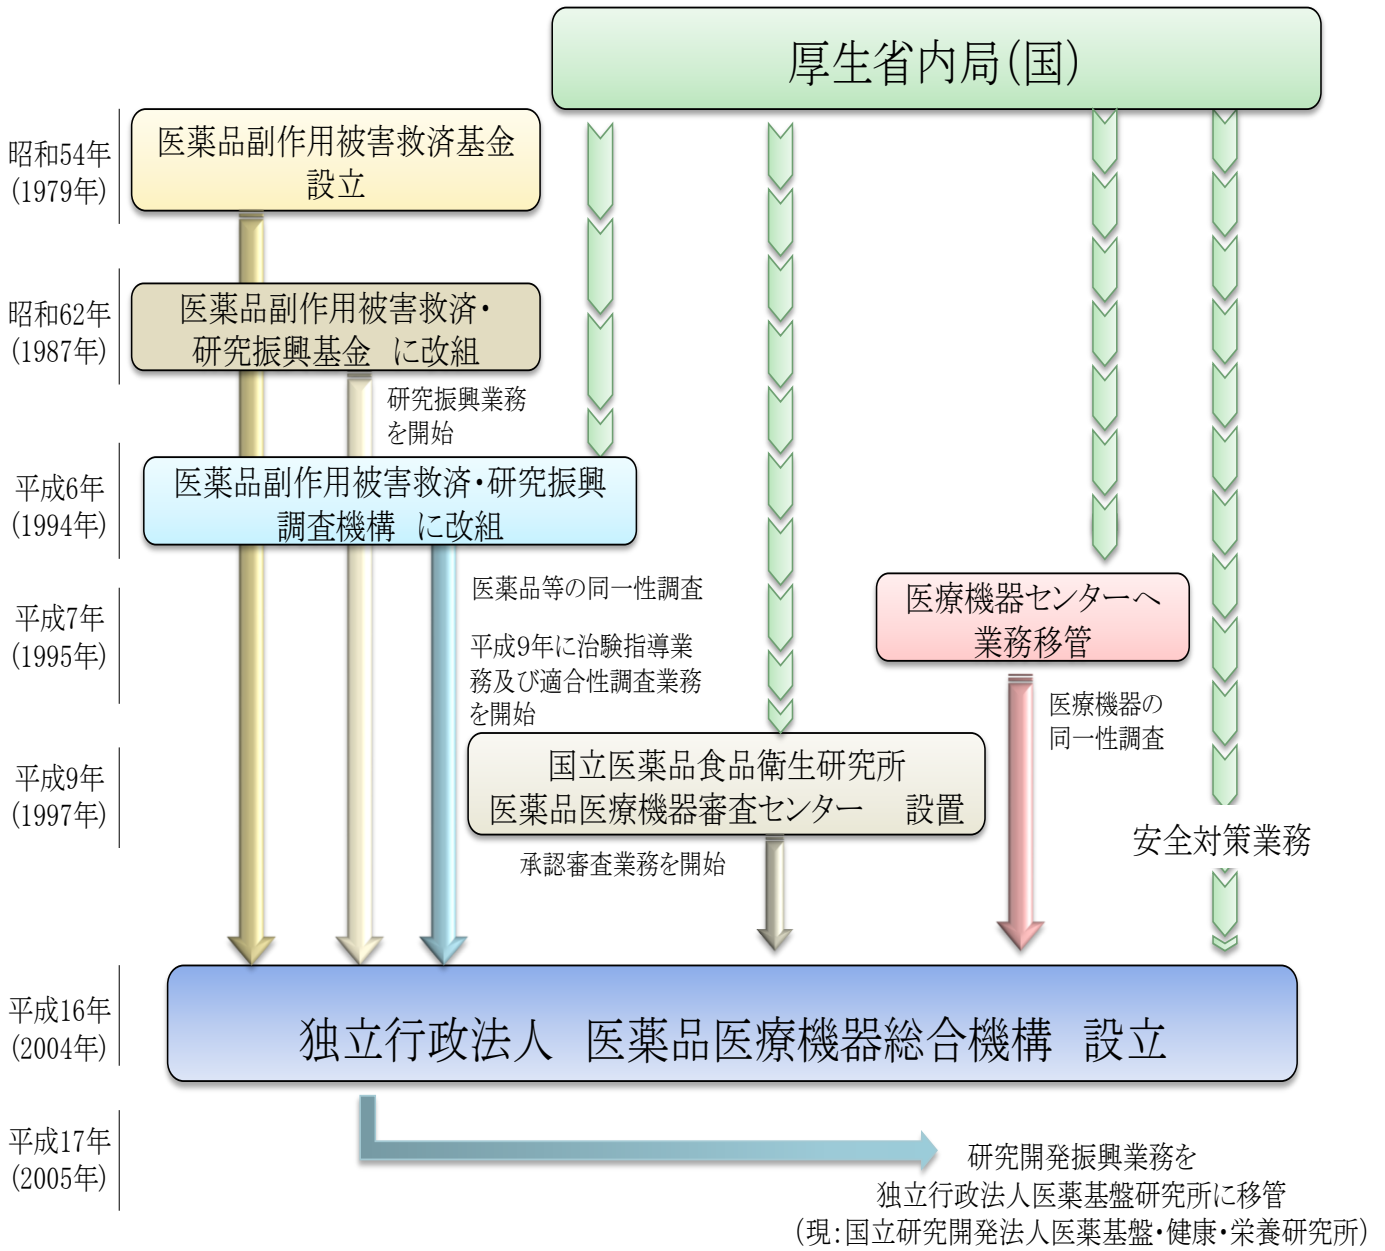 厚生省内局(国)
昭和54年
(1979年)
医薬品副作用被害救済基金
設立
昭和62年
(1987年)
医薬品副作用被害救済・
研究振興基金 に改組
研究振興業務
を開始
平成6年
(1994年)
医薬品副作用被害救済・研究振興
調査機構 に改組
医薬品等の同一性調査
平成9年に治験指導業
務及び適合性調査業務
を開始
平成7年
(1995年)
医療機器センターへ
業務移管
医療機器の
同一性調査
平成9年
(1997年)
国立医薬品食品衛生研究所
医薬品医療機器審査センター 設置
承認審査業務を開始
安全対策業務
平成16年
(2004年)
独立行政法人 医薬品医療機器総合機構 設立
平成17年
(2005年)
研究開発振興業務を
独立行政法人医薬基盤研究所に移管
(現:国立研究開発法人医薬基盤・健康・栄養研究所)